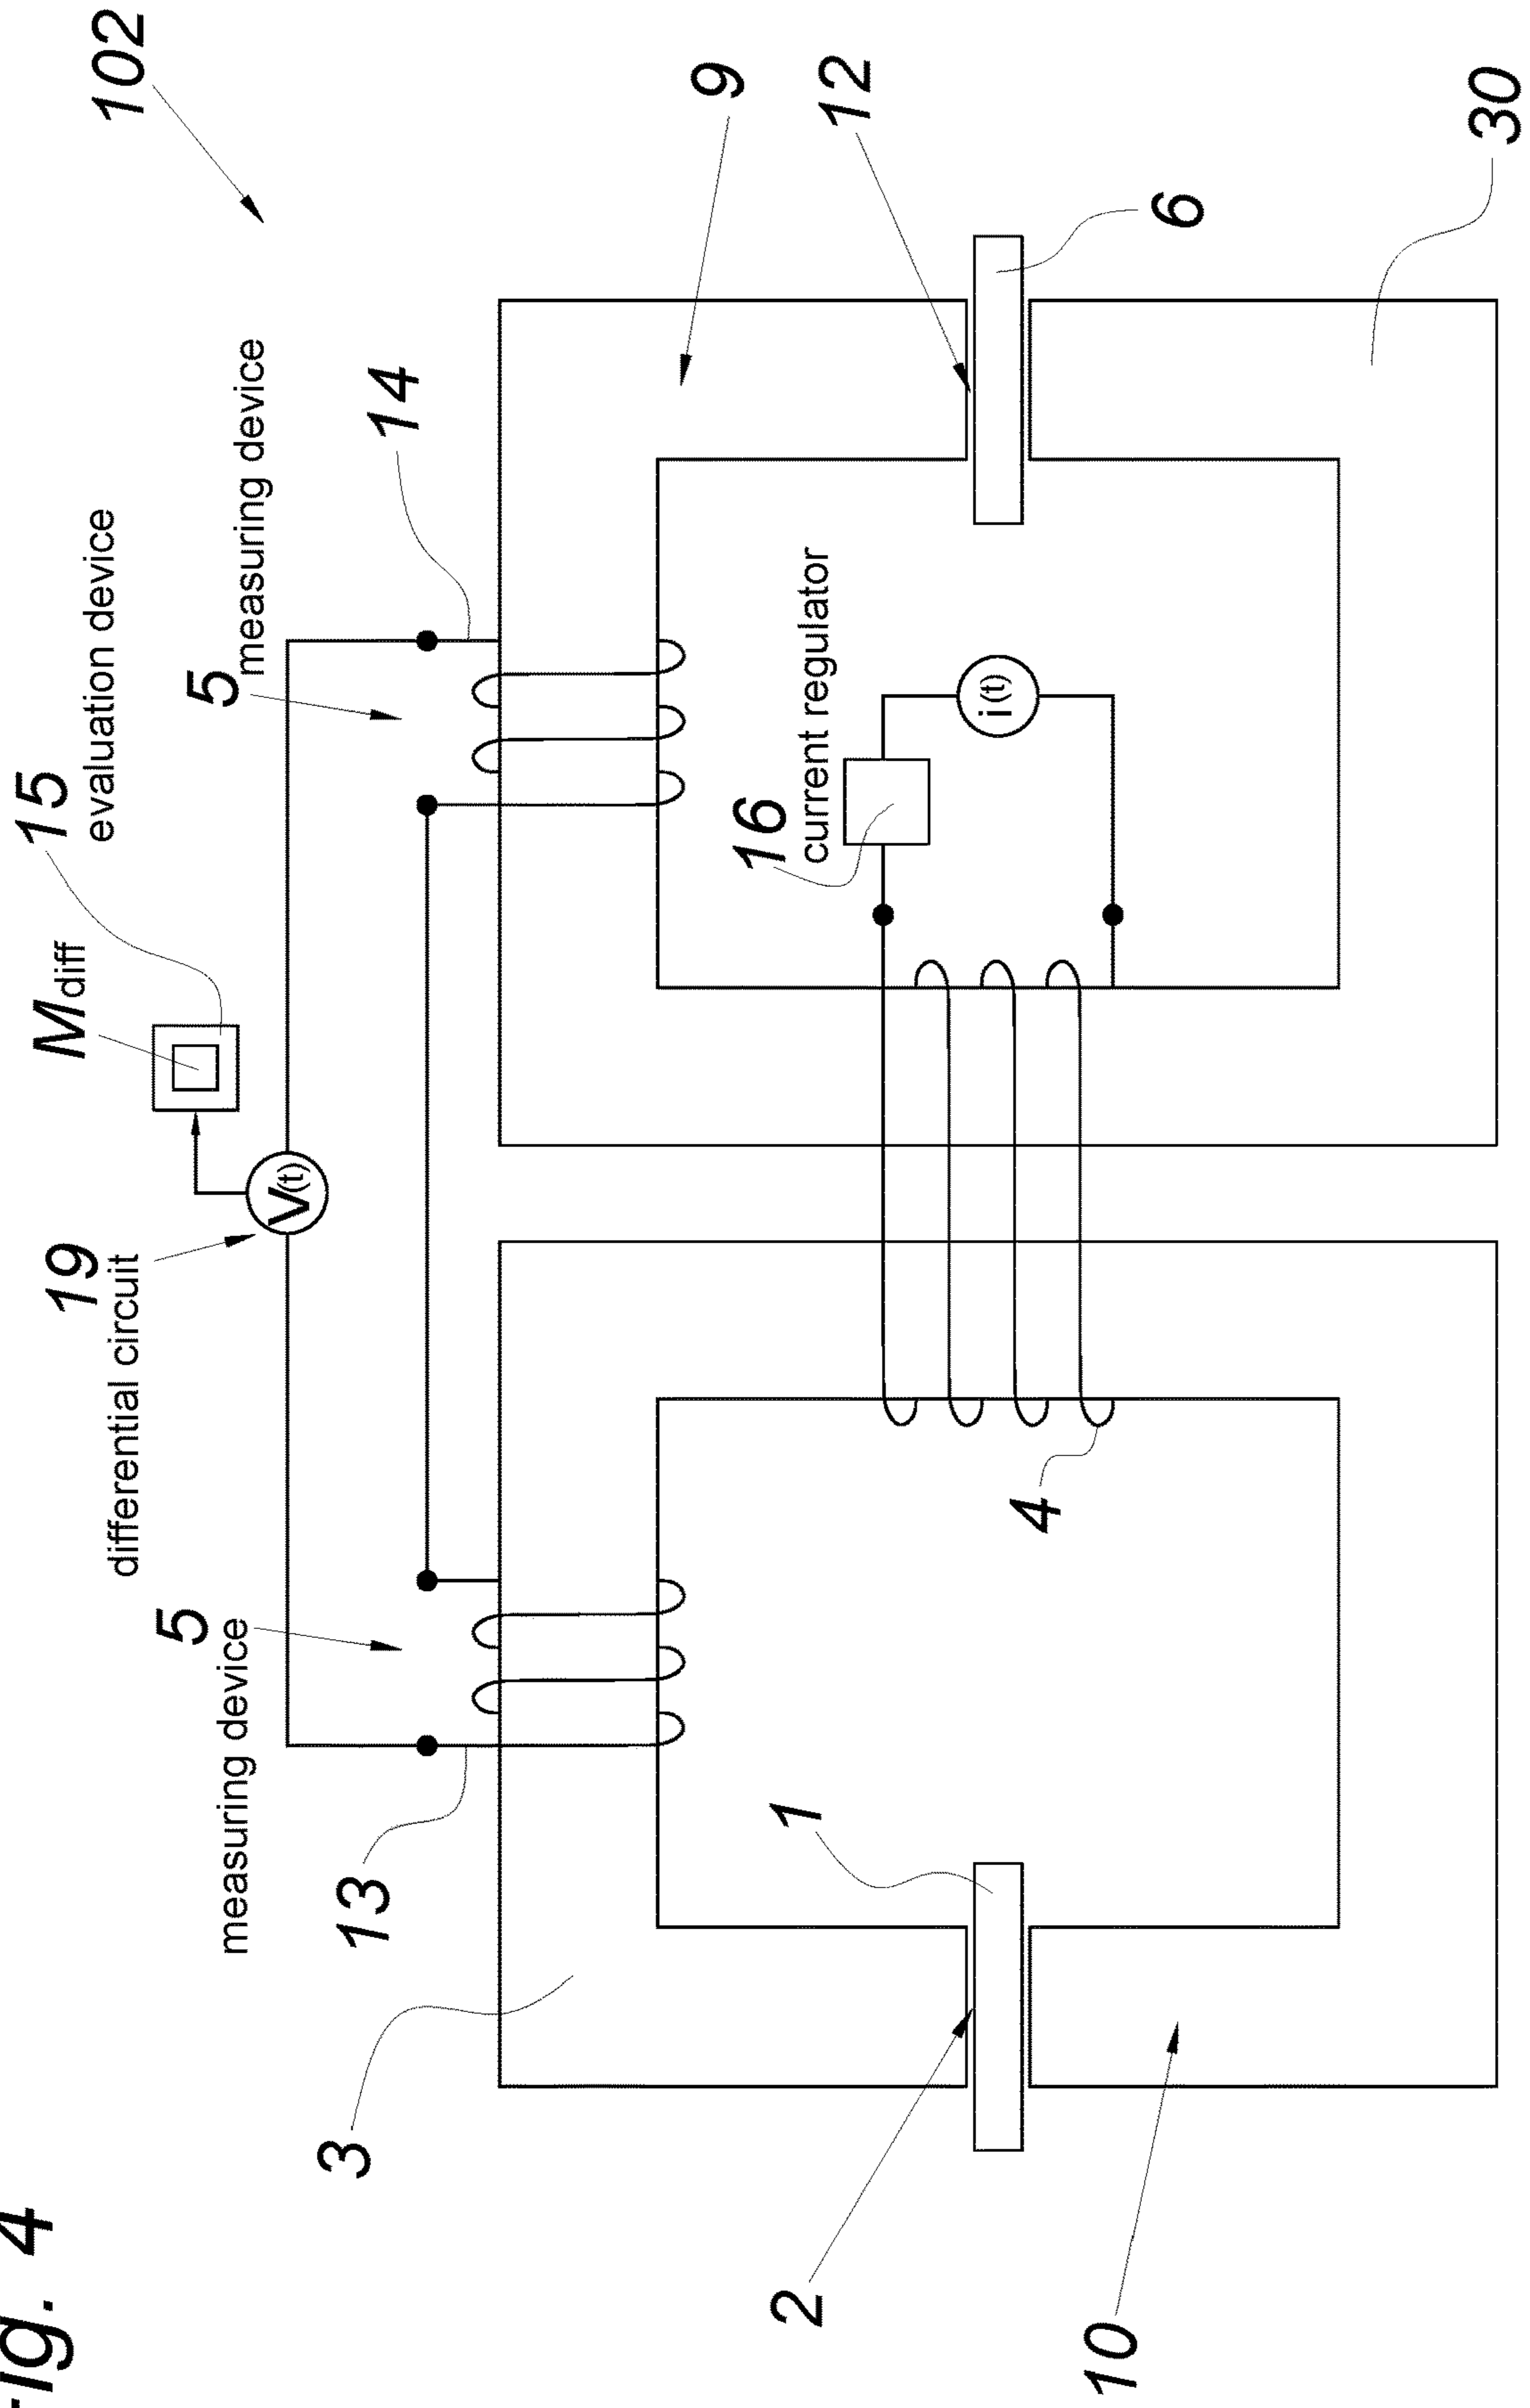 Fig. 4
102
15
evaluation device
M diff
19
differential circuit
V(t)
5
measuring device
5
measuring device
13
14
9
12
6
30
16
current regulator
i(t)
4
1
3
2
10